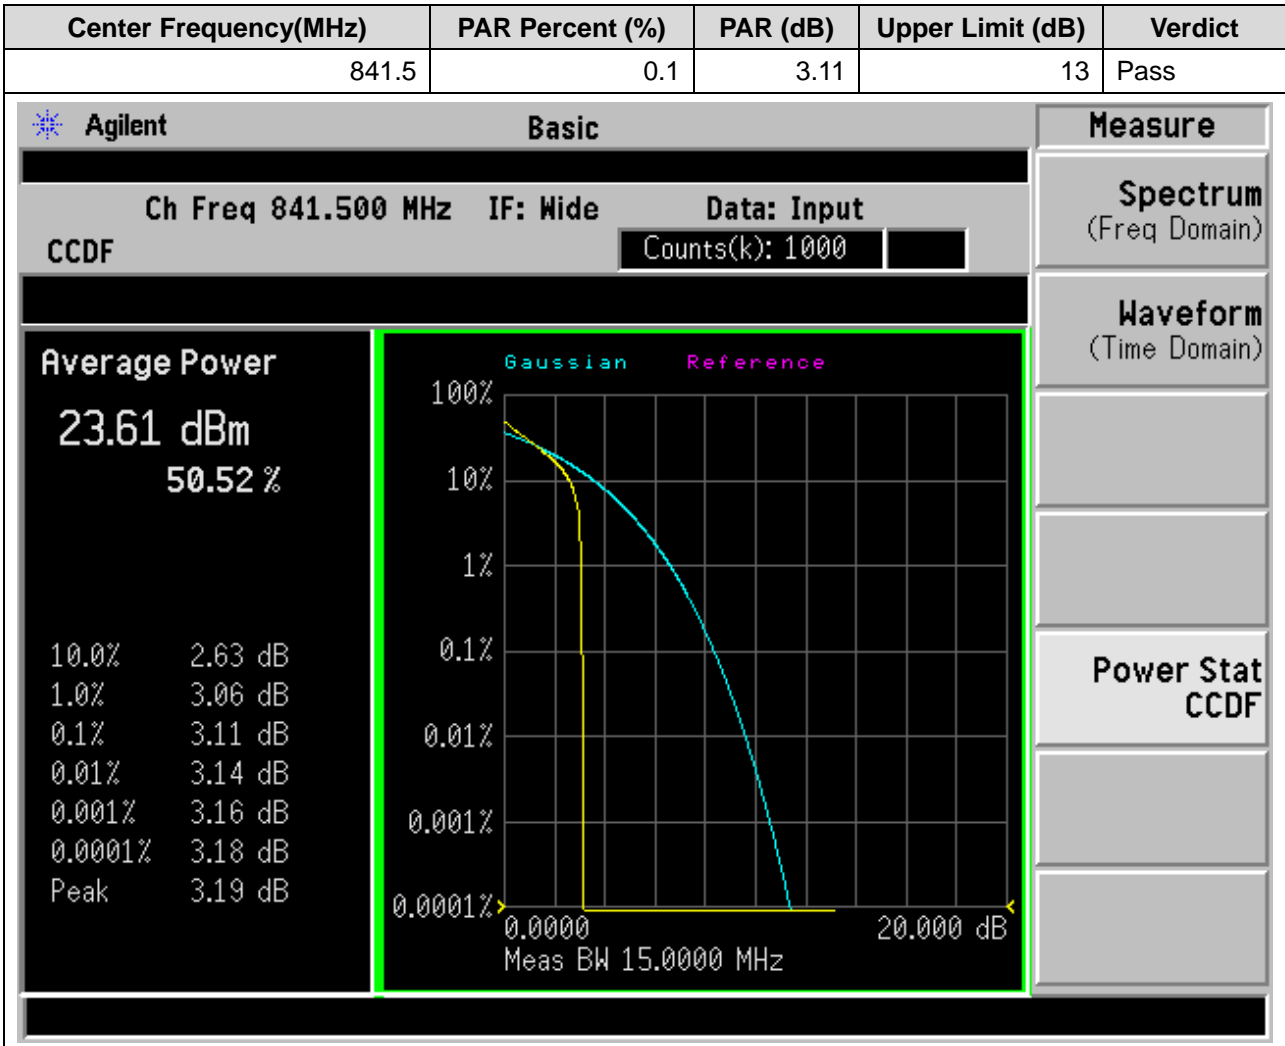 Center Frequency(MHz) PAR Percent (%) PAR (dB) Upper Limit (dB) Verdict
841.5 0.1 3.11 13 Pass
Agilent Basic Measure
Ch Freq 841.500 MHz IF: Wide Data: Input
CCDF Counts(k): 1000
Spectrum
(Freq Domain)
Waveform
(Time Domain)
Power Stat
CCDF
Average Power
23.61 dBm
50.52 %
10.0% 2.63 dB
1.0% 3.06 dB
0.1% 3.11 dB
0.01% 3.14 dB
0.001% 3.16 dB
0.0001% 3.18 dB
Peak 3.19 dB
Gaussian Reference
100%
10%
1%
0.1%
0.01%
0.001%
0.0001%
0.0000 20.000 dB
Meas BW 15.0000 MHz